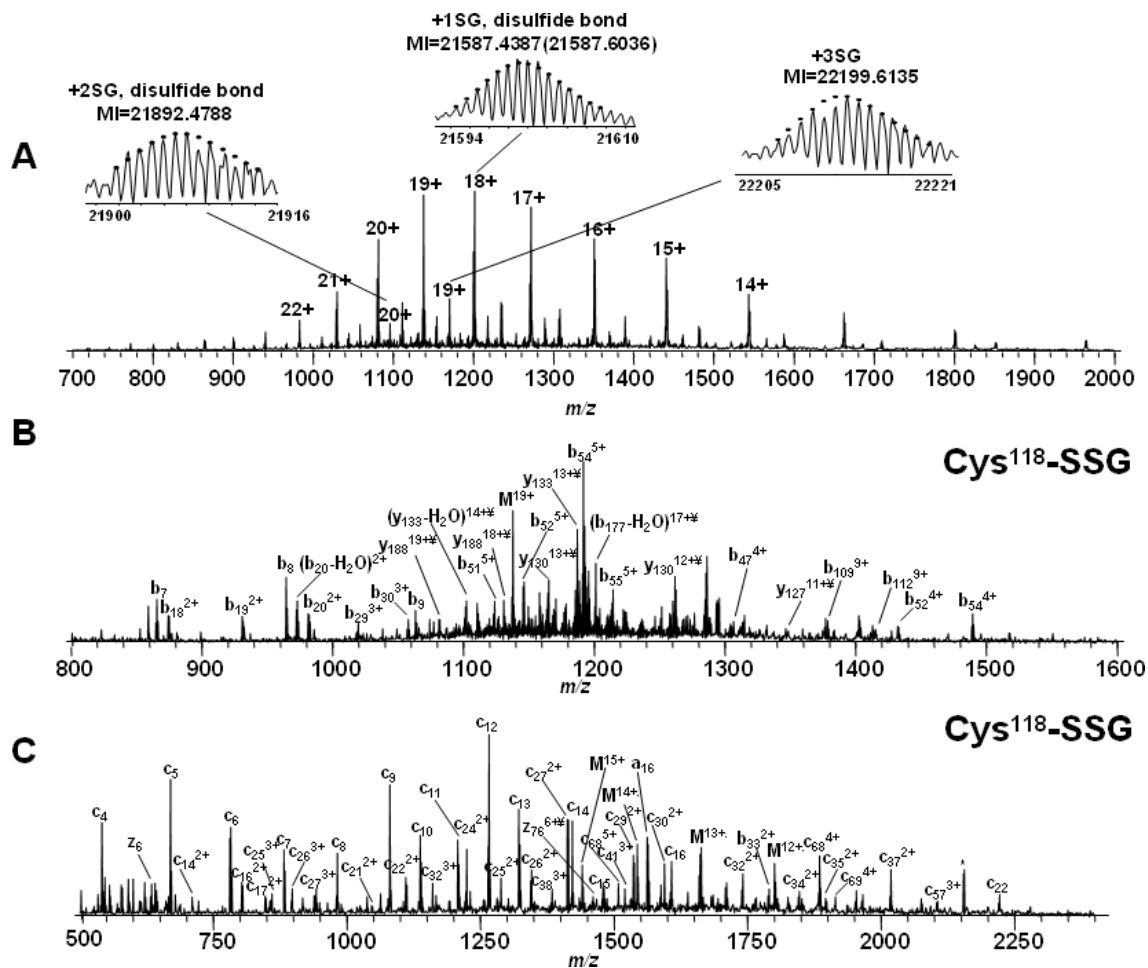 +1SG, disulfide bond
MI=21587.4387(21587.6036)
+3SG
MI=22199.6135
+2SG, disulfide bond
MI=21892.4788
21594 21610
22205 22221
21900 21916
A
22+ 21+ 20+ 20+ 19+ 19+ 18+ 17+ 16+ 15+ 14+
700 800 900 1000 1100 1200 1300 1400 1500 1600 1700 1800 1900 2000
m/z
B
Cys¹¹⁸-SSG
b₅₄⁵⁺
y₁₃₃¹³⁺¥
M¹⁹⁺
b₅₂⁵⁺
(y₁₃₃-H₂O)¹⁴⁺¥
(b₁₇₇-H₂O)¹⁷⁺¥
y₁₈₈¹⁸⁺¥
y₁₈₈¹⁹⁺¥
y₁₃₀¹³⁺¥
y₁₃₀¹²⁺¥
b₈ (b₂₀-H₂O)²⁺
b₅₁⁵⁺
b₅₅⁵⁺
b₄₇⁴⁺
b₁₀₉⁹⁺
b₇
b₁₈²⁺
b₁₉²⁺
b₂₀²⁺
b₂₉³⁺
b₃₀³⁺
b₉
y₁₂₇¹¹⁺¥
b₁₁₂⁹⁺
b₅₂⁴⁺
b₅₄⁴⁺
800 900 1000 1100 1200 1300 1400 1500 1600
m/z
C
Cys¹¹⁸-SSG
c₁₂
c₅
c₉
c₁₁
c₂₇²⁺
M¹⁵⁺
a₁₆
c₄
c₆
c₁₃
c₁₄
M¹⁴⁺·
c₂₉²⁺
c₃₀²⁺
z₆
c₁₄²⁺
c₂₅³⁺
c₇
c₂₆³⁺
c₈
c₁₀
c₂₄²⁺
z₇₆⁶⁺¥
c₆₈⁵⁺
c₄₁³⁺
c₁₆
M¹³⁺·
b₃₃²⁺
M¹²⁺·
c₆₈⁴⁺
c₁₆²⁺
c₁₇²⁺
c₂₇³⁺
c₂₁²⁺
c₂₂²⁺
c₃₂³⁺
c₂₅²⁺
c₂₆²⁺
c₃₈³⁺
c₁₅
c₃₂²⁺
c₃₄²⁺
c₃₅²⁺
c₆₉⁴⁺
c₃₇²⁺
c₅₇³⁺
c₂₂
500 750 1000 1250 1500 1750 2000 2250
m/z